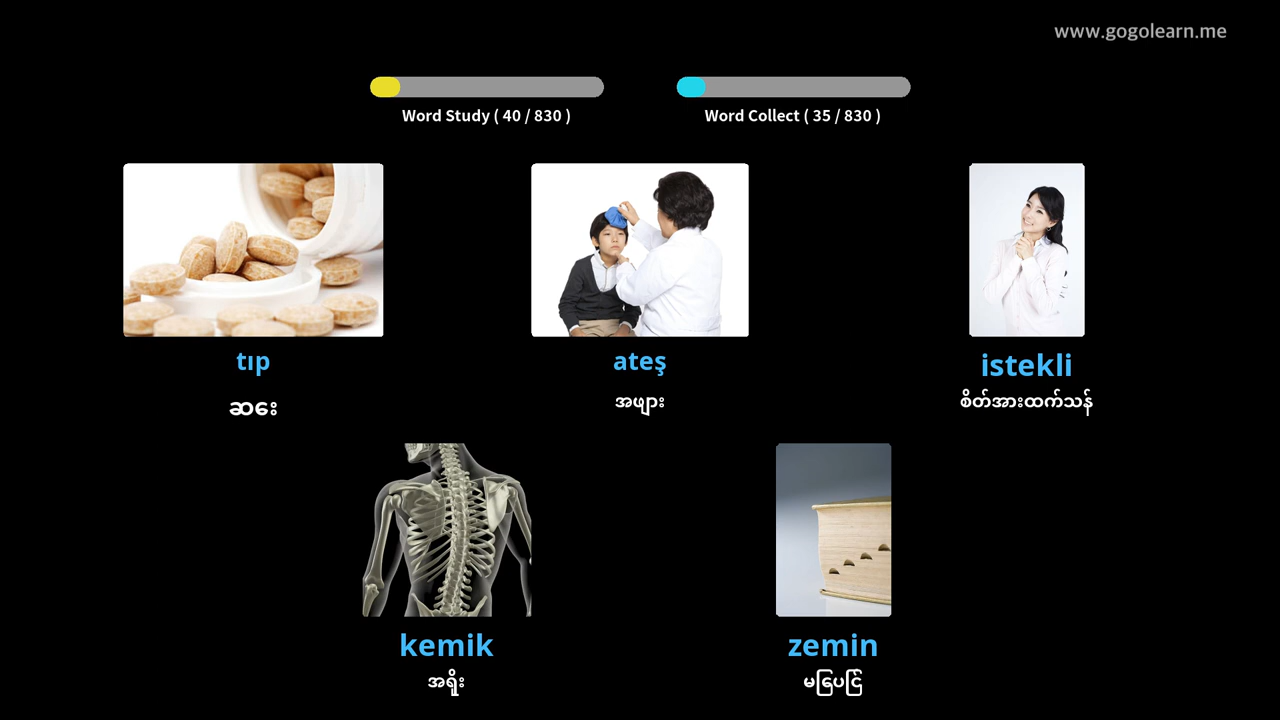 www.gogolearn.me
Word Study ( 40 / 830 )
Word Collect ( 35 / 830 )
tıp
ateş
istekli
ဆေး
အဖျား
စိတ်အားထက်သန်
kemik
zemin
အရိုး
မြေပြင်